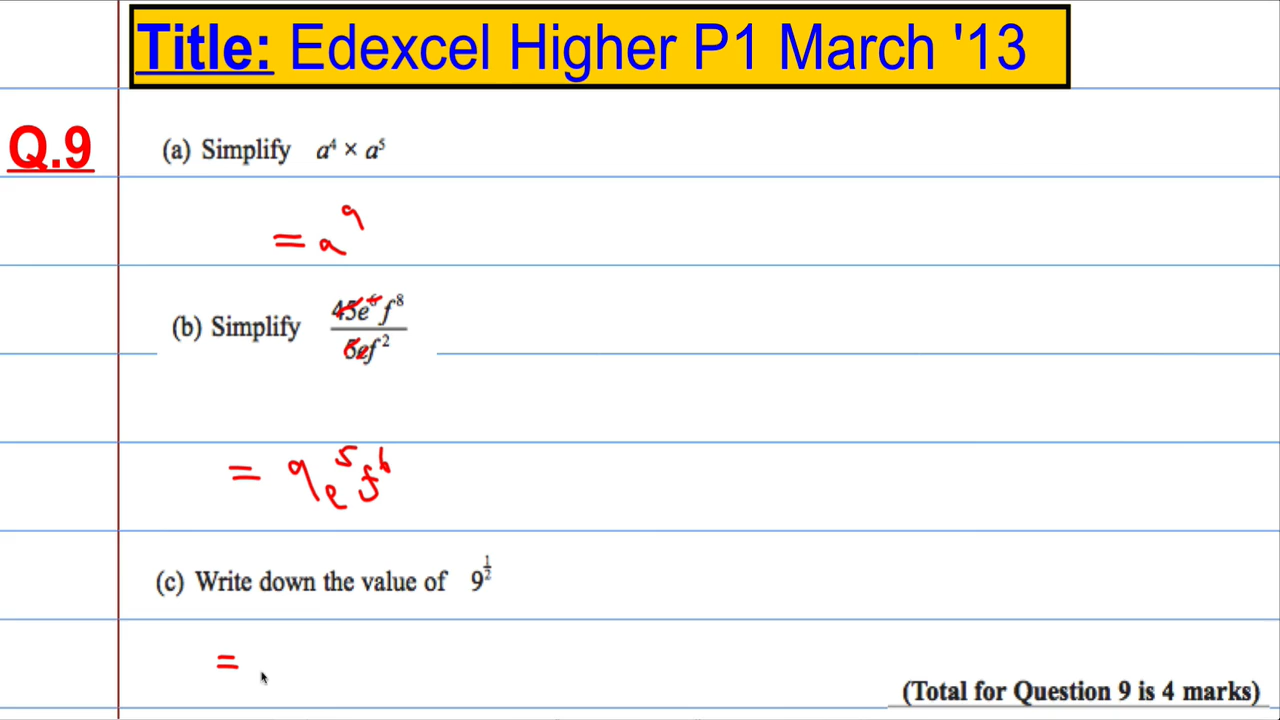 Title: Edexcel Higher P1 March '13
Q.9
(a) Simplify a⁴ × a⁵
= a⁹
(b) Simplify 45e⁶f⁸
5ef²
= 9e⁵f⁶
(c) Write down the value of 9^½
=
(Total for Question 9 is 4 marks)